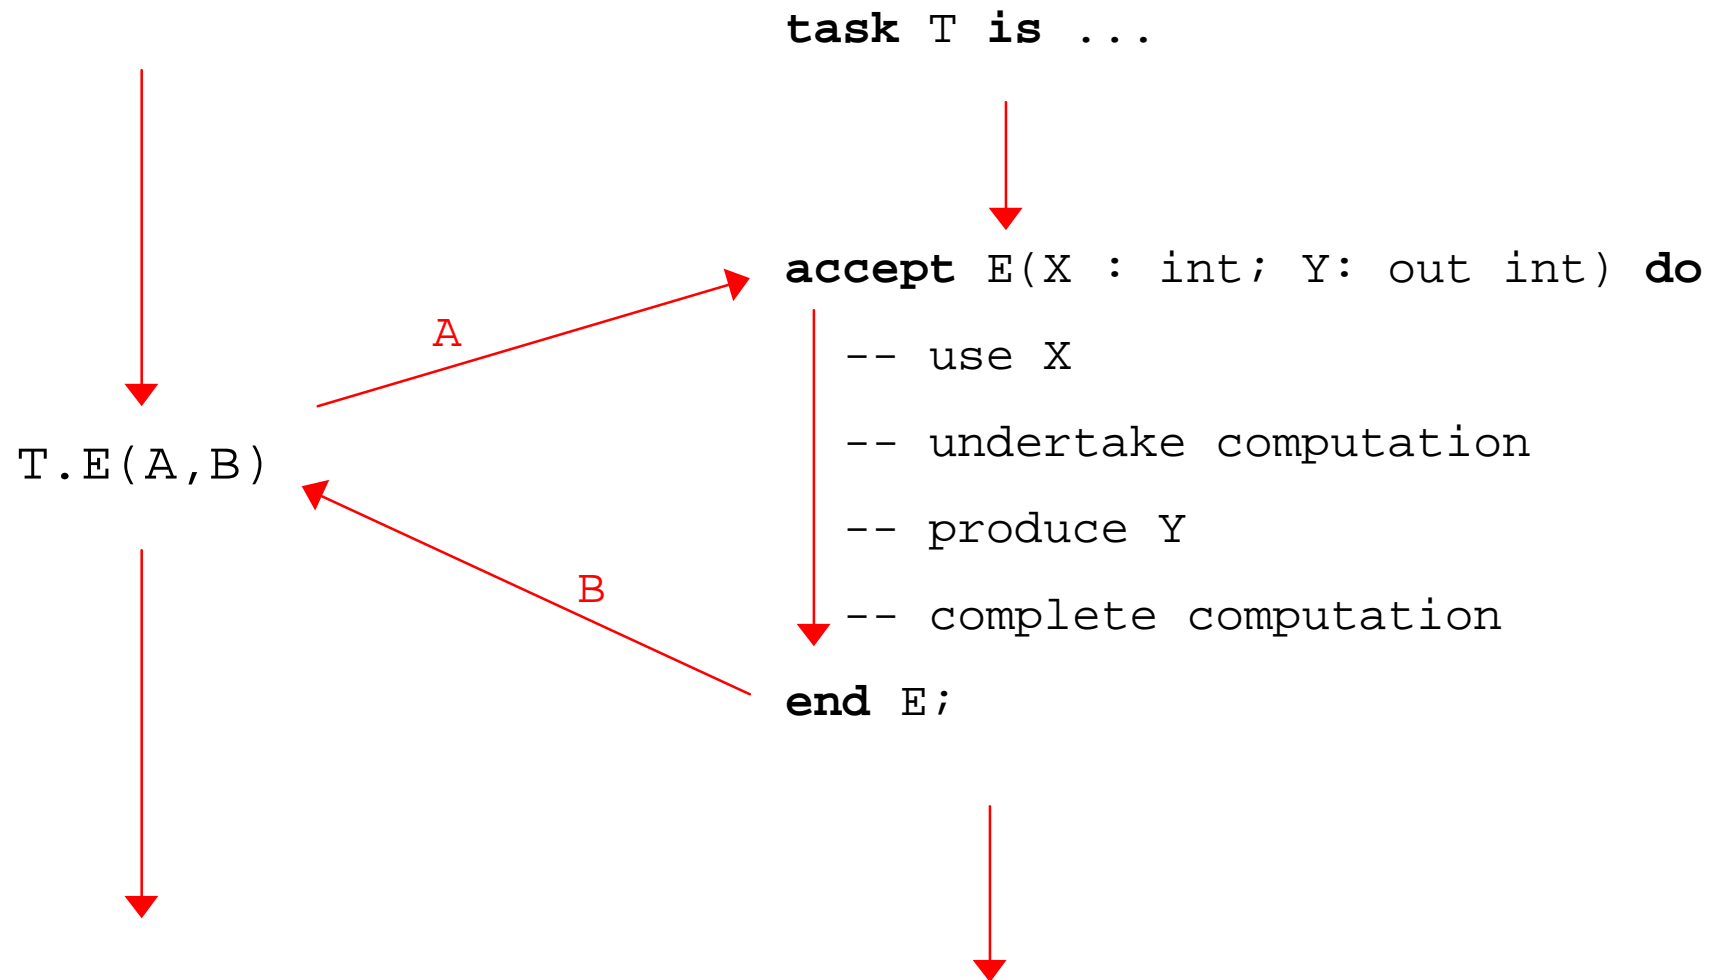 task T is ...
accept E(X : int; Y: out int) do
A
-- use X
-- undertake computation
T.E(A,B)
-- produce Y
B
-- complete computation
end E;